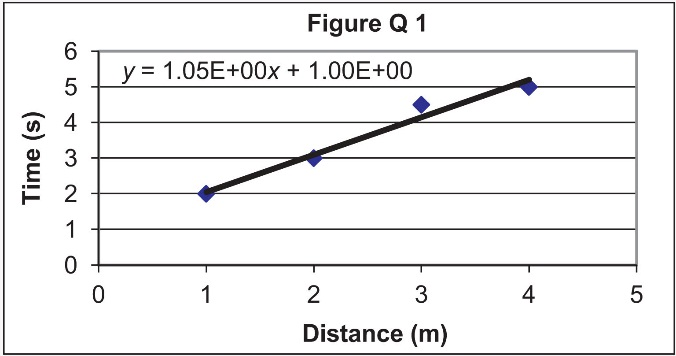 Figure Q 1
y = 1.05E+00x + 1.00E+00
Time (s)
6
5
4
3
2
1
0
0 1 2 3 4 5
Distance (m)